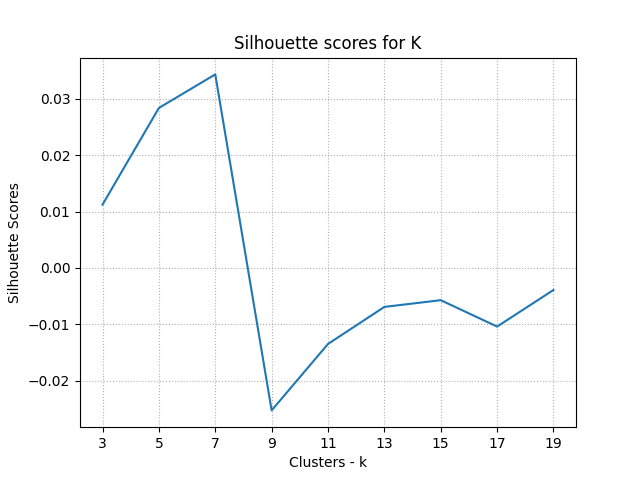 Silhouette scores for K
Silhouette Scores
0.03
0.02
0.01
0.00
−0.01
−0.02
3 5 7 9 11 13 15 17 19
Clusters - k